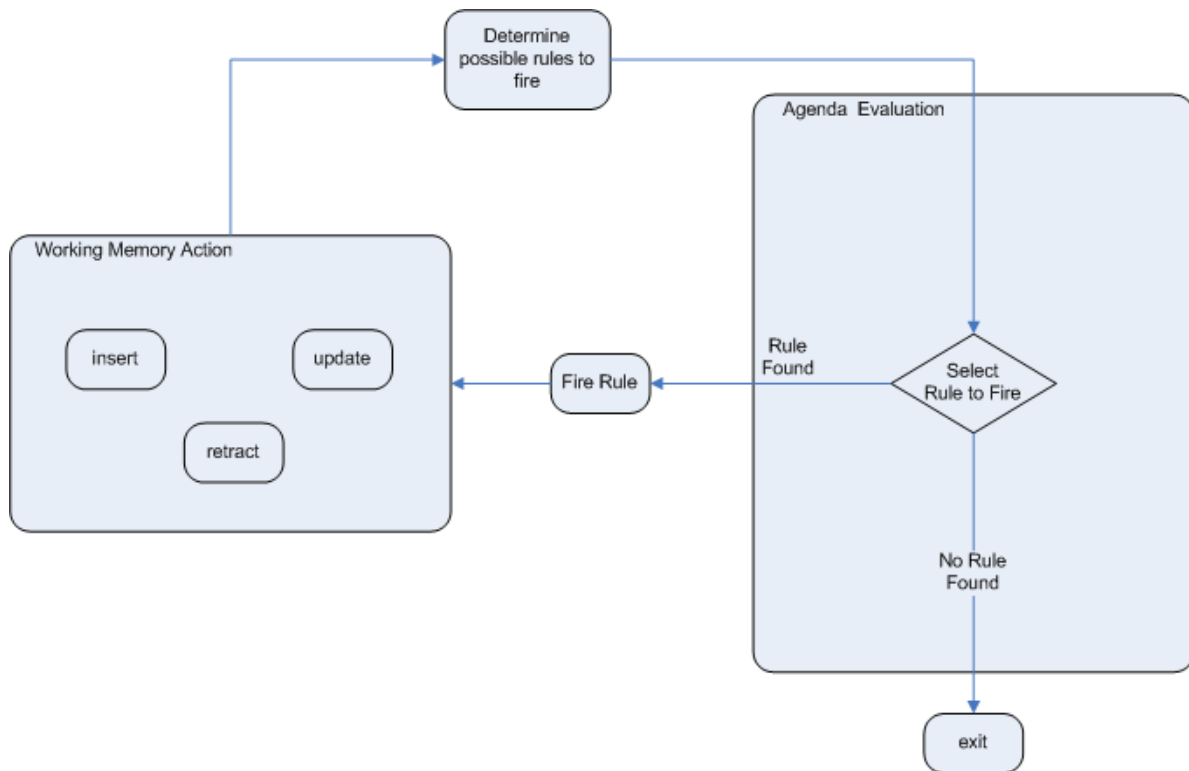 Determine
possible rules to
fire
Agenda Evaluation
Working Memory Action
insert
update
retract
Fire Rule
Rule
Found
Select
Rule to Fire
No Rule
Found
exit